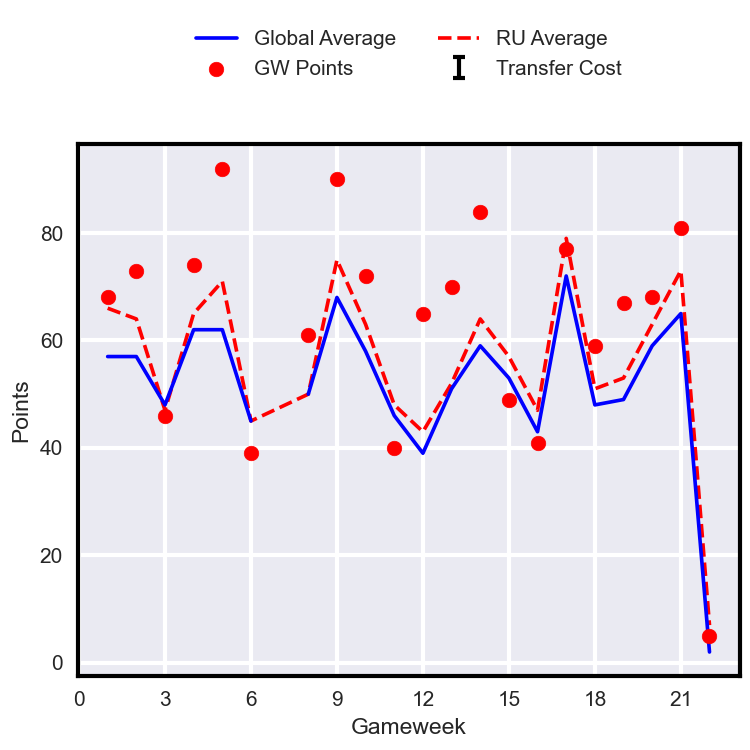 Global Average RU Average
GW Points Transfer Cost
80
60
40
20
0
Points
0 3 6 9 12 15 18 21
Gameweek